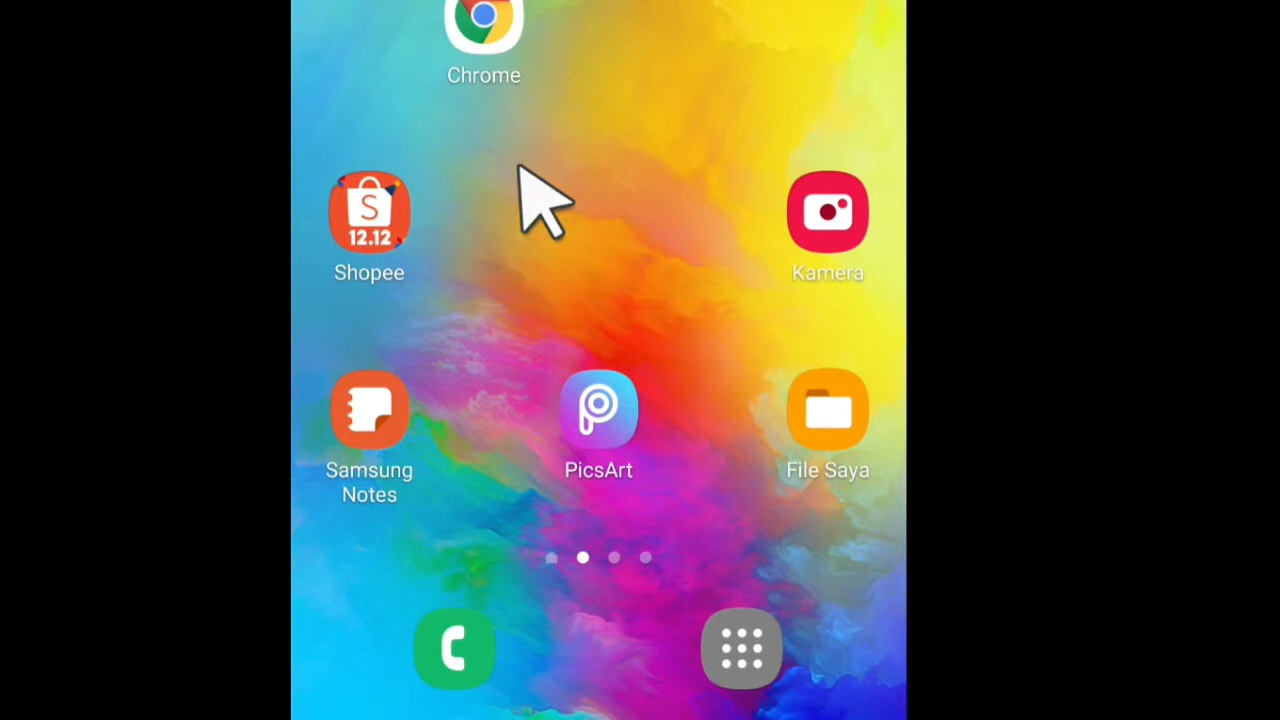 Chrome
S
12.12
Shopee
Kamera
Samsung
Notes
PicsArt
File Saya